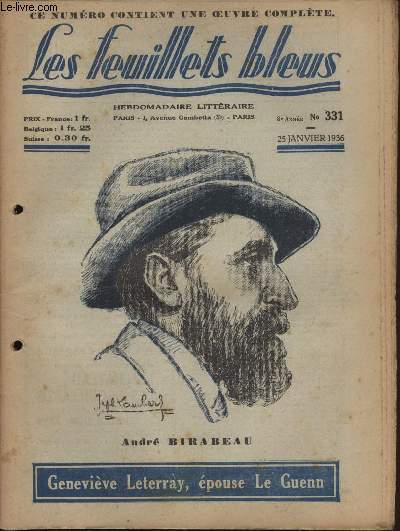 Le-livre.com
CE NUMÉRO CONTIENT UNE ŒUVRE COMPLÈTE.
Les feuillets bleus
HEBDOMADAIRE LITTÉRAIRE
PARIS - 1, Avenue Gambetta (Xe) - PARIS
PRIX - France: 1 fr.
Belgique : 1 fr. 25
Suisse : 0.30 fr.
8e ANNÉE No 331
25 JANVIER 1936
André BIRABEAU
Geneviève Leterray, épouse Le Guenn